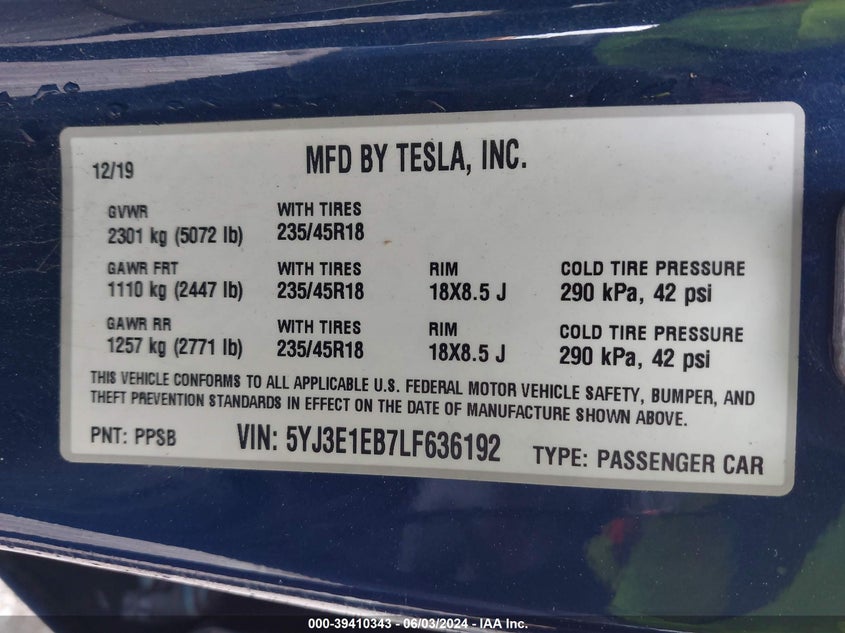 12/19 MFD BY TESLA, INC.
GVWR WITH TIRES
2301 kg (5072 lb) 235/45R18
GAWR FRT WITH TIRES RIM COLD TIRE PRESSURE
1110 kg (2447 lb) 235/45R18 18X8.5 J 290 kPa, 42 psi
GAWR RR WITH TIRES RIM COLD TIRE PRESSURE
1257 kg (2771 lb) 235/45R18 18X8.5 J 290 kPa, 42 psi
THIS VEHICLE CONFORMS TO ALL APPLICABLE U.S. FEDERAL MOTOR VEHICLE SAFETY, BUMPER, AND
THEFT PREVENTION STANDARDS IN EFFECT ON THE DATE OF MANUFACTURE SHOWN ABOVE.
PNT: PPSB VIN: 5YJ3E1EB7LF636192 TYPE: PASSENGER CAR
000-39410343 - 06/03/2024 - IAA Inc.